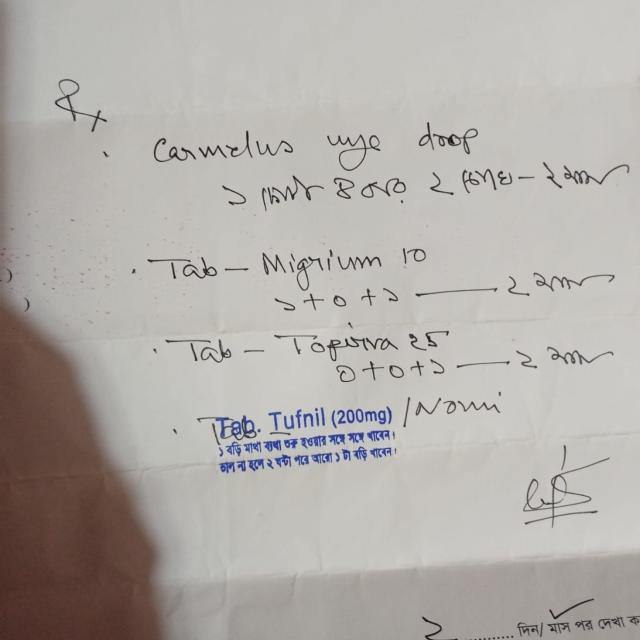 Rx
Carmelus eye drop
১ ফোটা ৪ বার ২ চোখে – ২ মাস
Tab – Migrium 10
১ + ০ + ১ — ২ মাস
Tab – Topirva 25
০ + ০ + ১ — ২ মাস
Tab. Tufnil (200mg) / Nomi
১ বড়ি মাথা ব্যথা শুরু হওয়ার সঙ্গে সঙ্গে খাবেন।
ভাল না হলে ২ ঘন্টা পরে আরো ১ টা বড়ি খাবেন।
২ .......... দিন/ মাস পর দেখা ক